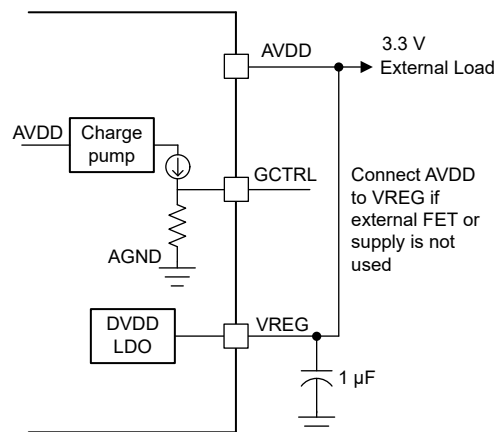 AVDD
3.3 V
External Load
AVDD
Charge
pump
GCTRL
Connect AVDD
to VREG if
external FET or
supply is not
used
AGND
DVDD
LDO
VREG
1 µF